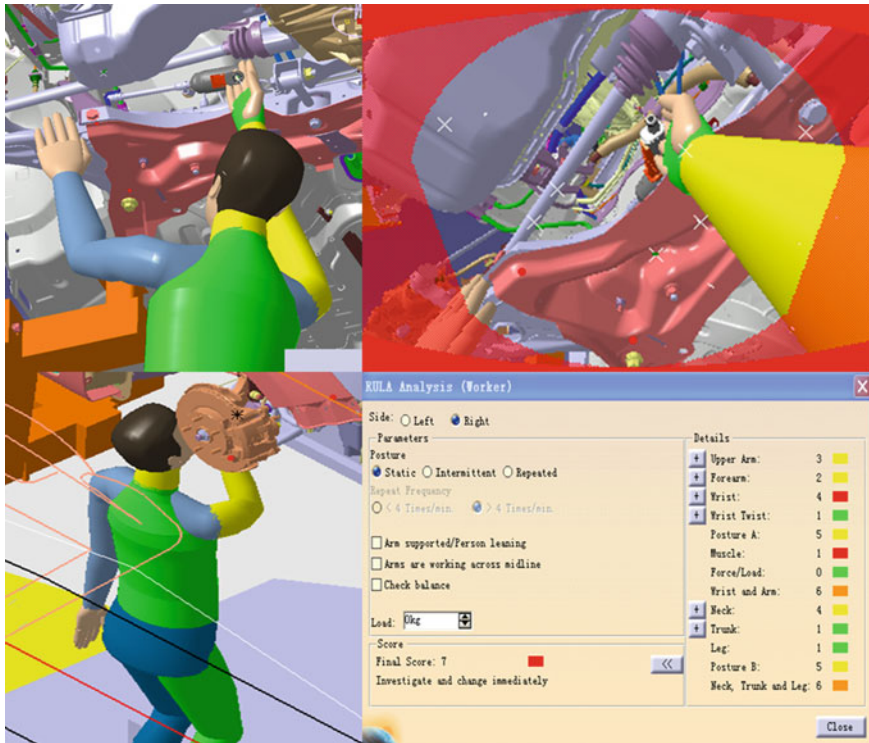 RULA Analysis (Worker)
Side: Left Right
Parameters
Posture
Static Intermittent Repeated
Repeat Frequency
< 4 Times/min. > 4 Times/min.
Arm supported/Person leaning
Arms are working across midline
Check balance
Load: 0kg
Score
Final Score: 7
Investigate and change immediately
<<
Details
+ Upper Arm: 3
+ Forearm: 2
+ Wrist: 4
+ Wrist Twist: 1
Posture A: 5
Muscle: 1
Force/Load: 0
Wrist and Arm: 6
+ Neck: 4
+ Trunk: 1
Leg: 1
Posture B: 5
Neck, Trunk and Leg: 6
Close